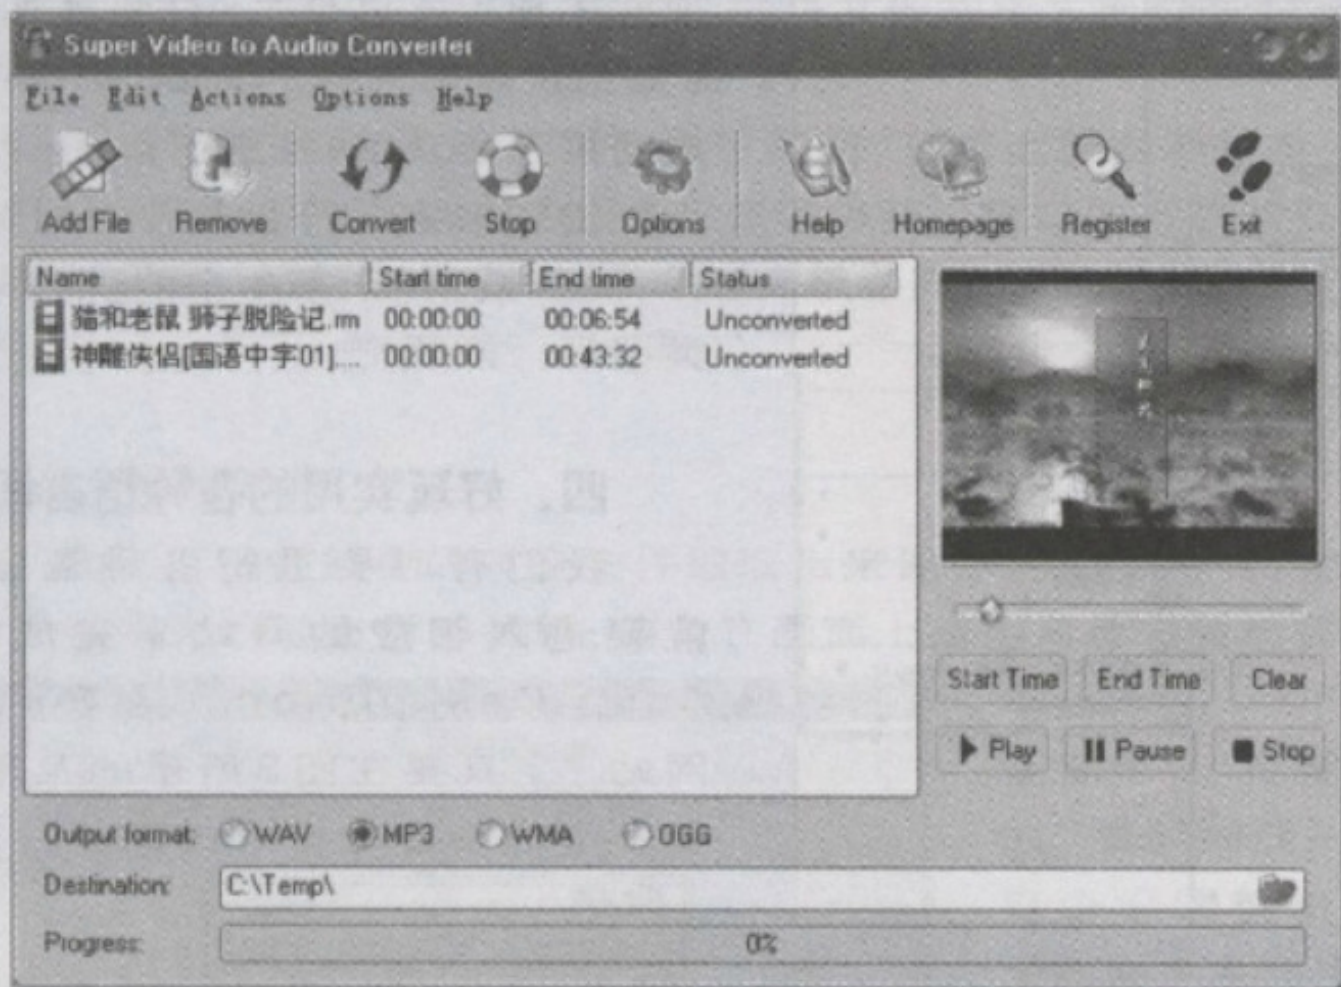 Super Video to Audio Converter
File Edit Actions Options Help
Add File Remove Convert Stop Options Help Homepage Register Exit
Name Start time End time Status
猫和老鼠 狮子脱险记.rm 00:00:00 00:06:54 Unconverted
神雕侠侣[国语中字01].... 00:00:00 00:43:32 Unconverted
Start Time End Time Clear
Play Pause Stop
Output format: WAV MP3 WMA OGG
Destination: C:\Temp\
Progress: 0%